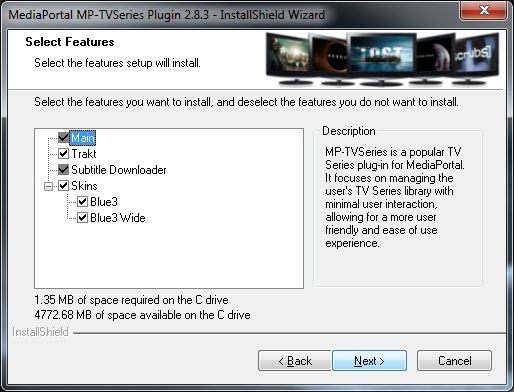 MediaPortal MP-TVSeries Plugin 2.8.3 - InstallShield Wizard
Select Features
Select the features setup will install.
LOST
scrubs
Select the features you want to install, and deselect the features you do not want to install.
Main
Trakt
Subtitle Downloader
Skins
Blue3
Blue3 Wide
Description
MP-TVSeries is a popular TV
Series plug-in for MediaPortal.
It focuses on managing the
user's TV Series library with
minimal user interaction,
allowing for a more user
friendly and ease of use
experience.
1.35 MB of space required on the C drive
4772.68 MB of space available on the C drive
InstallShield
< Back
Next >
Cancel